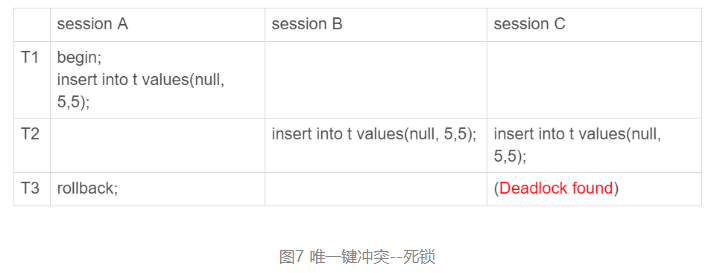 session A session B session C
T1 begin;
insert into t values(null,
5,5);
T2 insert into t values(null, 5,5); insert into t values(null,
5,5);
T3 rollback; (Deadlock found)
图7 唯一键冲突--死锁